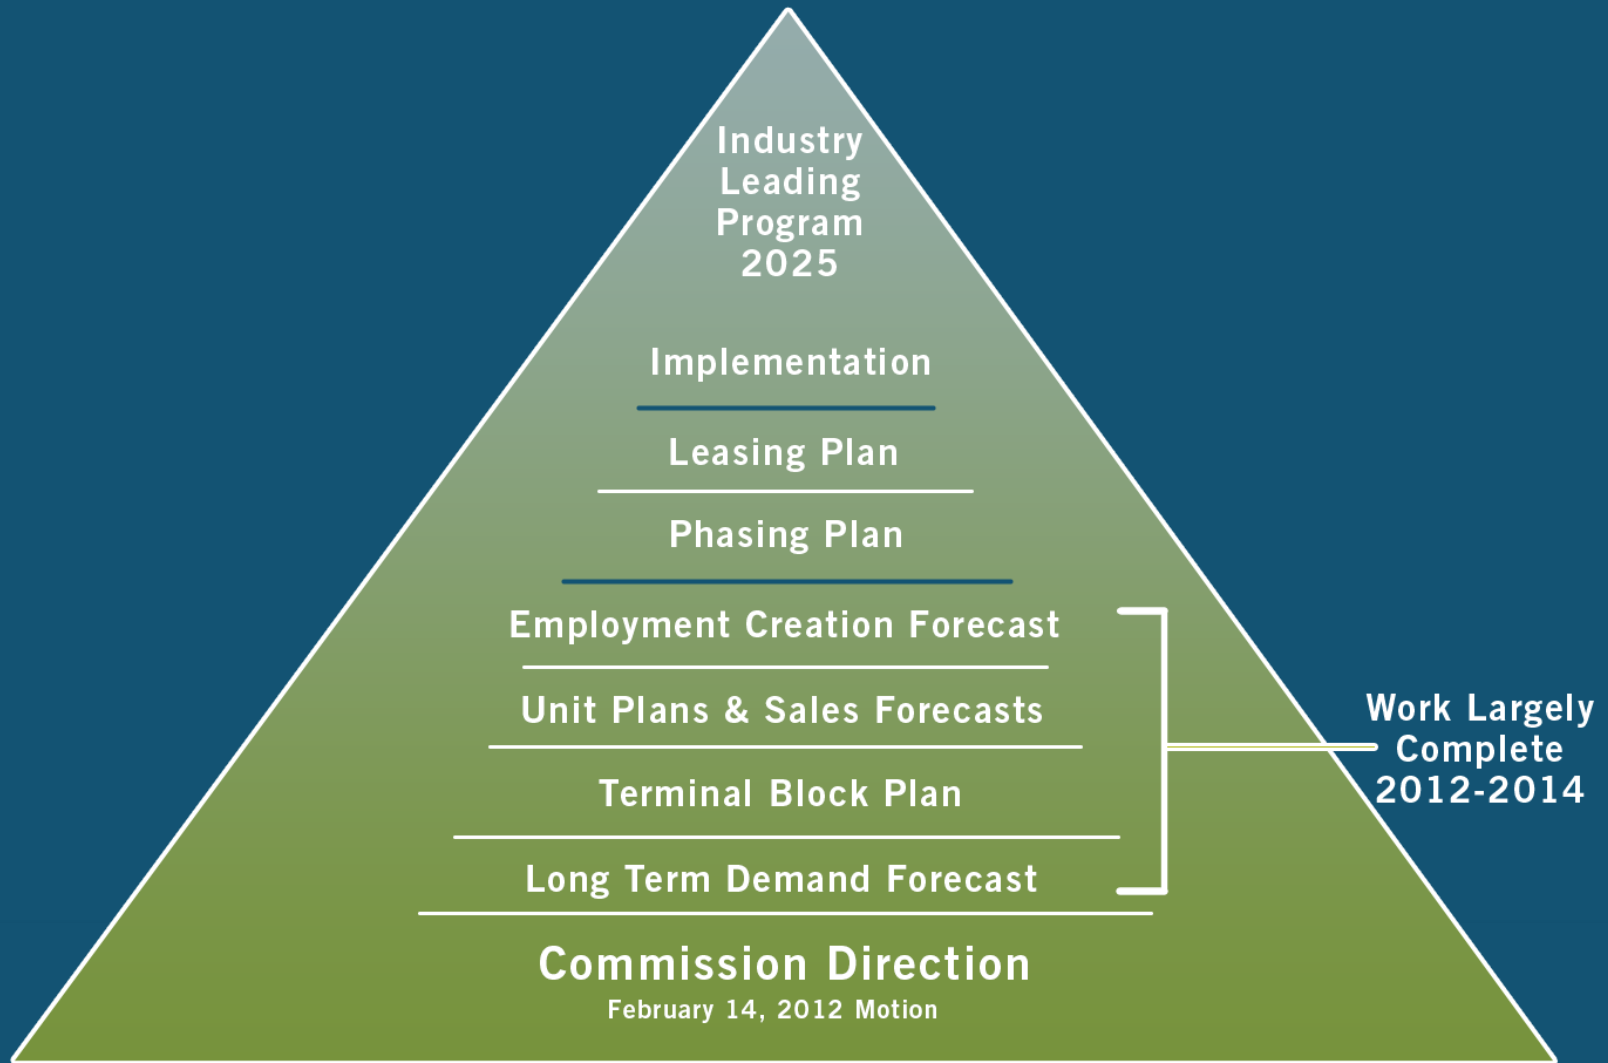 Industry
Leading
Program
2025
Implementation
Leasing Plan
Phasing Plan
Employment Creation Forecast
Unit Plans & Sales Forecasts
Terminal Block Plan
Long Term Demand Forecast
Commission Direction
February 14, 2012 Motion
Work Largely
Complete
2012-2014